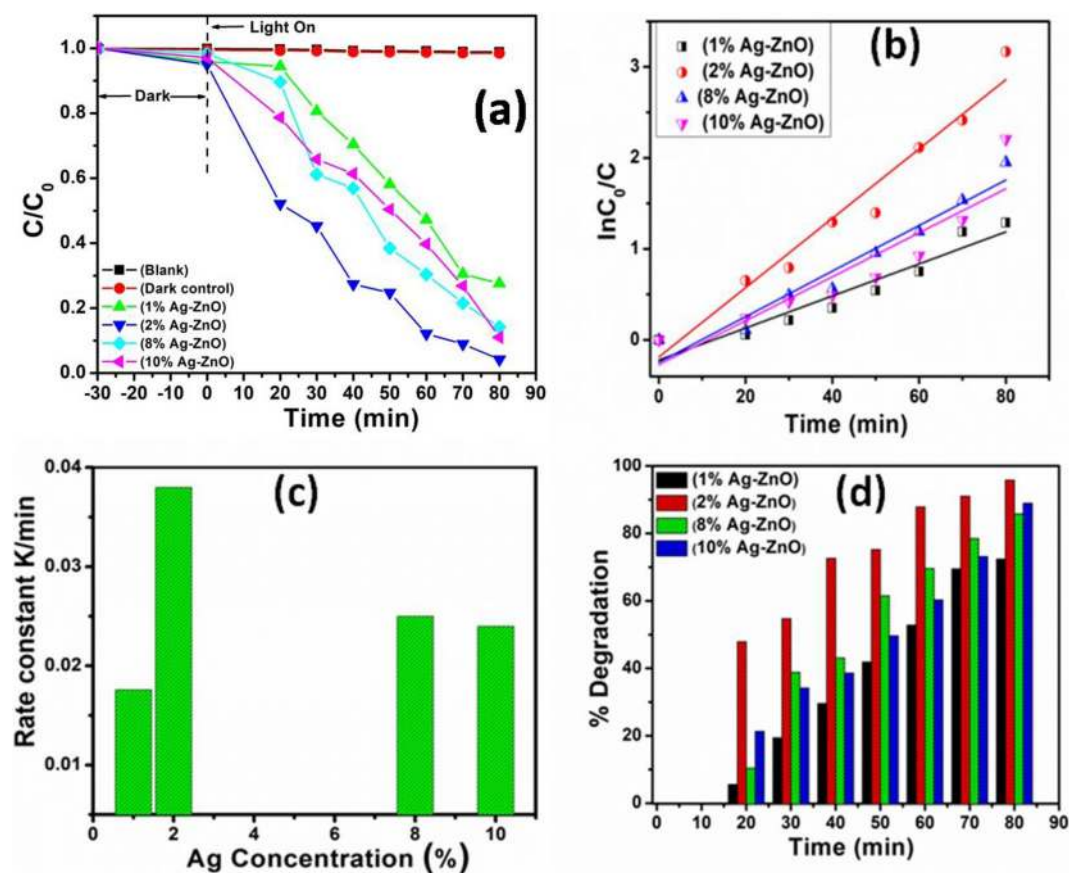 Light On
Dark
(a)
1.0
0.8
0.6
0.4
0.2
0.0
C/C0
(Blank)
(Dark control)
(1% Ag-ZnO)
(2% Ag-ZnO)
(8% Ag-ZnO)
(10% Ag-ZnO)
-30 -20 -10 0 10 20 30 40 50 60 70 80 90
Time (min)
(b)
(1% Ag-ZnO)
(2% Ag-ZnO)
(8% Ag-ZnO)
(10% Ag-ZnO)
3
2
1
0
lnC0/C
0 20 40 60 80
Time (min)
(c)
0.04
0.03
0.02
0.01
Rate constant K/min
0 2 4 6 8 10
Ag Concentration (%)
(d)
(1% Ag-ZnO)
(2% Ag-ZnO)
(8% Ag-ZnO)
(10% Ag-ZnO)
100
80
60
40
20
0
% Degradation
0 10 20 30 40 50 60 70 80 90
Time (min)